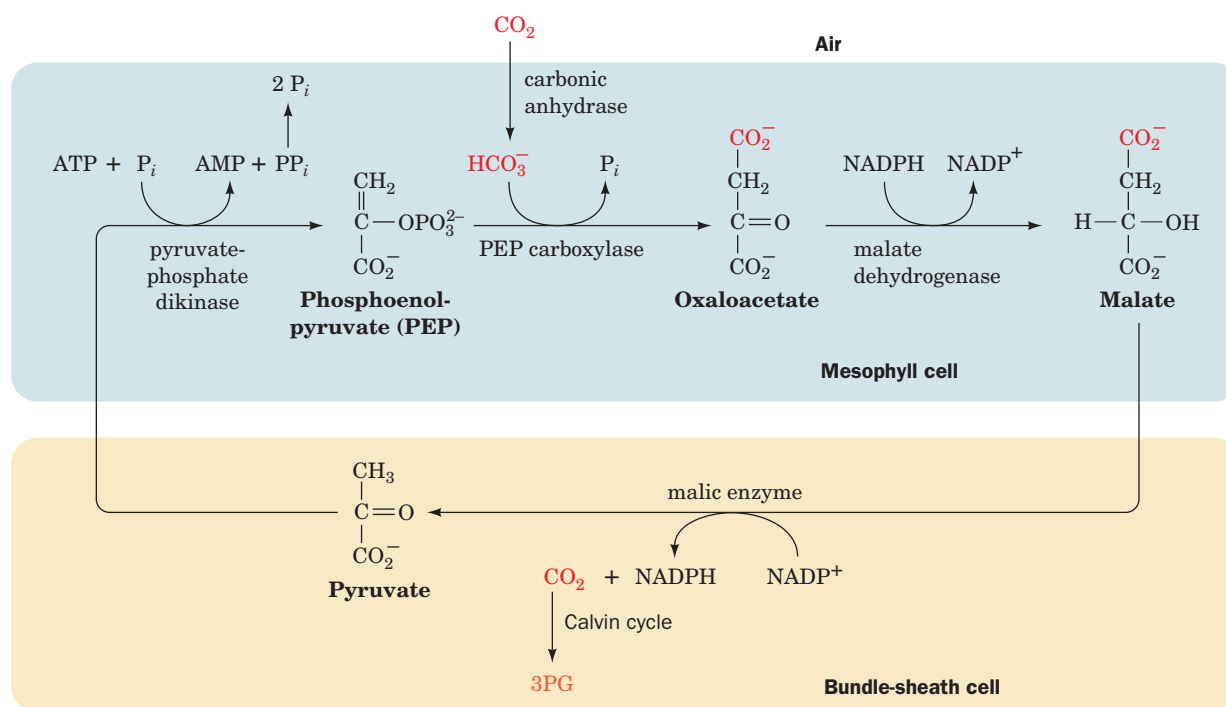 CO₂
Air
carbonic
anhydrase
2 Pᵢ
ATP + Pᵢ
AMP + PPᵢ
HCO₃⁻
Pᵢ
NADPH
NADP⁺
CH₂
C—OPO₃²⁻
CO₂⁻
pyruvate-
phosphate
dikinase
Phosphoenol-
pyruvate (PEP)
PEP carboxylase
CO₂⁻
CH₂
C=O
CO₂⁻
Oxaloacetate
malate
dehydrogenase
CO₂⁻
CH₂
H—C—OH
CO₂⁻
Malate
Mesophyll cell
CH₃
C=O
CO₂⁻
Pyruvate
malic enzyme
CO₂ + NADPH
NADP⁺
Calvin cycle
3PG
Bundle-sheath cell